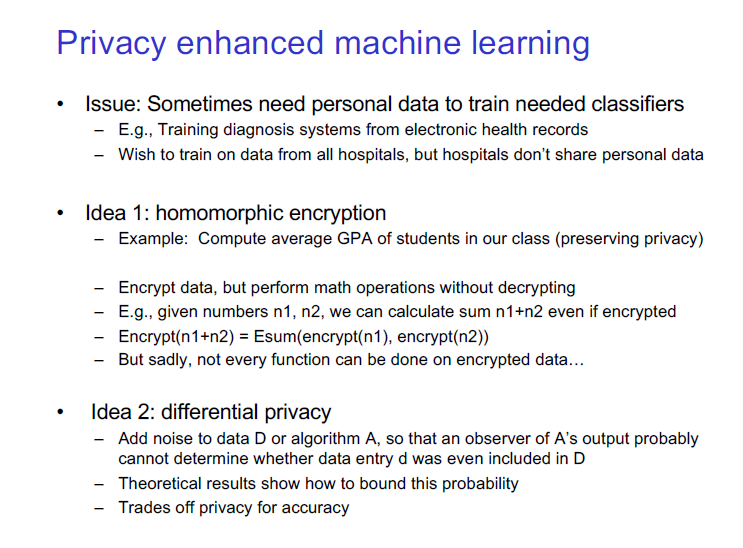 Privacy enhanced machine learning
• Issue: Sometimes need personal data to train needed classifiers
– E.g., Training diagnosis systems from electronic health records
– Wish to train on data from all hospitals, but hospitals don't share personal data
• Idea 1: homomorphic encryption
– Example:  Compute average GPA of students in our class (preserving privacy)
– Encrypt data, but perform math operations without decrypting
– E.g., given numbers n1, n2, we can calculate sum n1+n2 even if encrypted
– Encrypt(n1+n2) = Esum(encrypt(n1), encrypt(n2))
– But sadly, not every function can be done on encrypted data…
• Idea 2: differential privacy
– Add noise to data D or algorithm A, so that an observer of A's output probably
cannot determine whether data entry d was even included in D
– Theoretical results show how to bound this probability
– Trades off privacy for accuracy